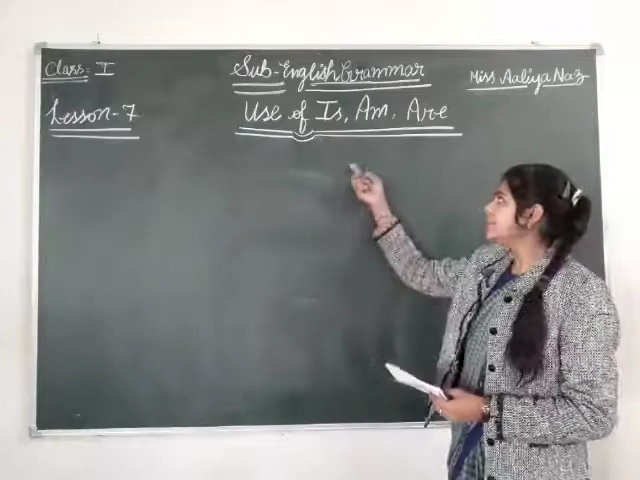 Class: I
Sub-English Grammar
Miss Aaliya Naz
Lesson-7
Use of Is, Am, Are